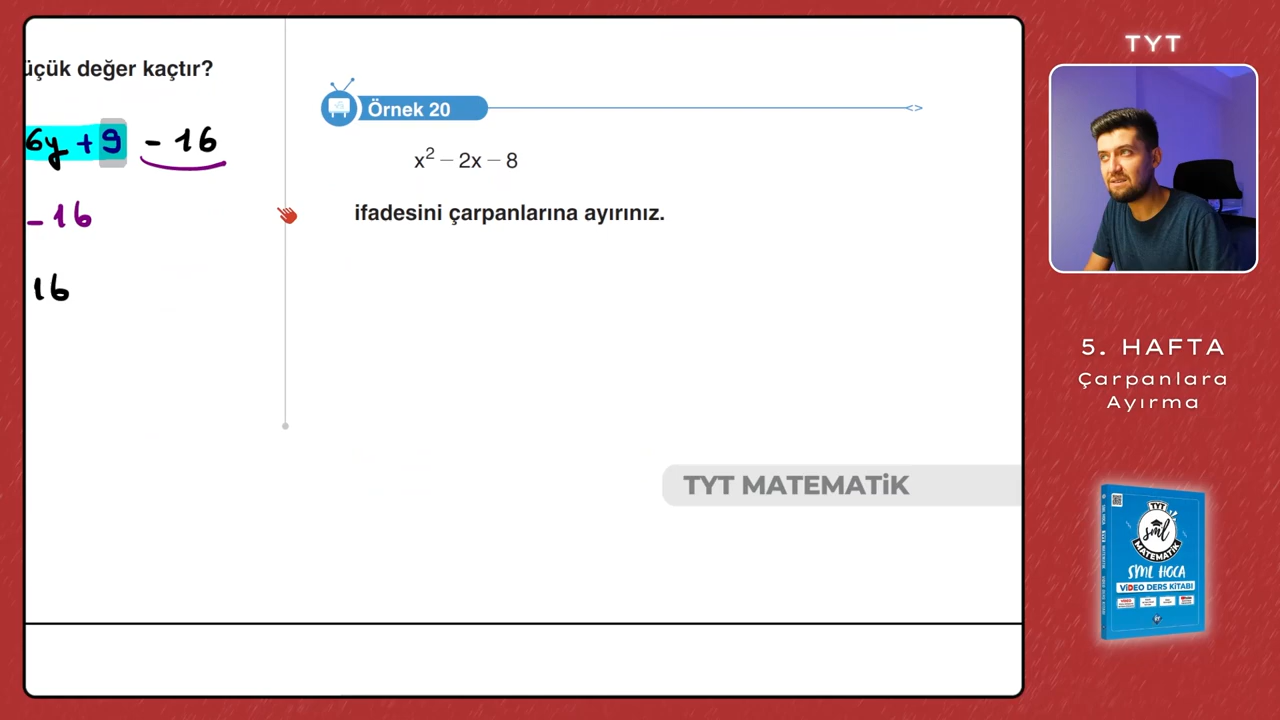 üçük değer kaçtır?
6y + 9 - 16
- 16
16
Örnek 20
x² – 2x – 8
ifadesini çarpanlarına ayırınız.
TYT MATEMATiK
TYT
5. HAFTA
Çarpanlara
Ayırma
TYT
sml
MATEMATİK
SML HOCA
VİDEO DERS KİTABI